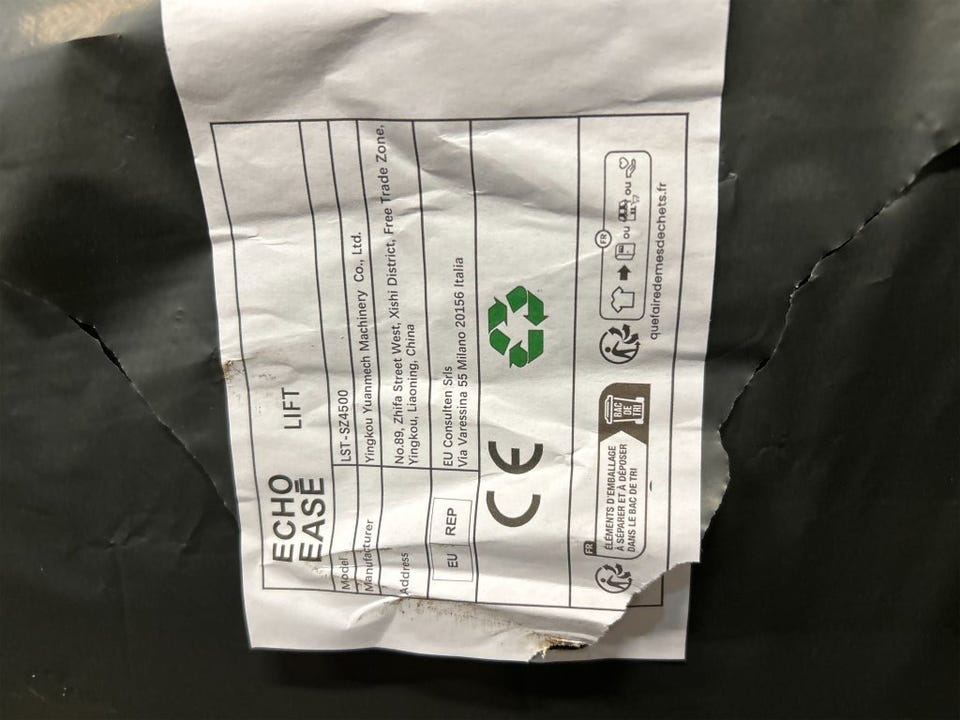 ECHO
EASE
LIFT
Model
LST-SZ4500
Manufacturer
Yingkou Yuanmech Machinery Co., Ltd.
Address
No.89, Zhifa Street West, Xishi District, Free Trade Zone,
Yingkou, Liaoning, China
EU REP
EU Consulten Srls
Via Varessina 55 Milano 20156 Italia
CE
FR
ÉLÉMENTS D'EMBALLAGE
À SÉPARER ET À DÉPOSER
DANS LE BAC DE TRI
BAC
DE
TRI
FR
ou ou
quefairedemesdechets.fr